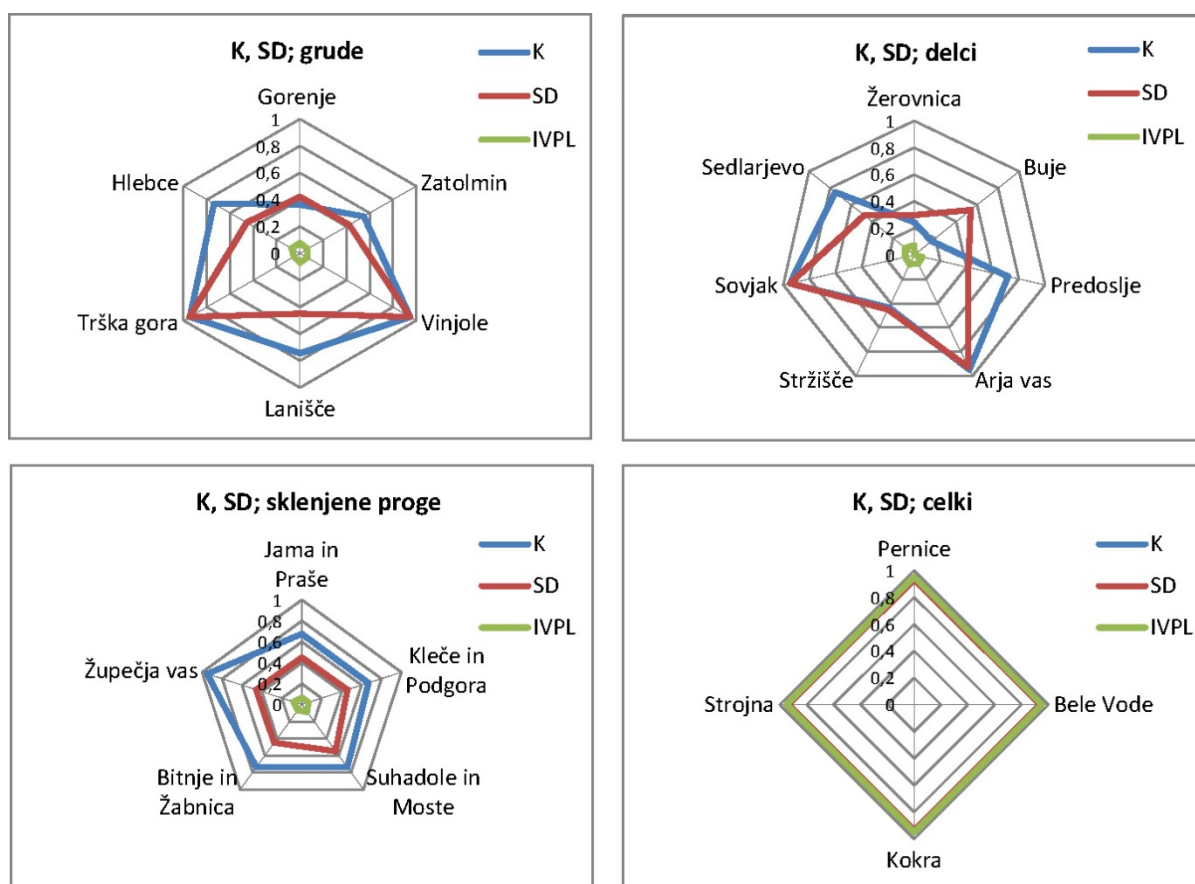 K, SD; grude
K
SD
IVPL
Gorenje
Zatolmin
Vinjole
Lanišče
Trška gora
Hlebce
1
0,8
0,6
0,4
0,2
0
K, SD; delci
K
SD
IVPL
Žerovnica
Buje
Predoslje
Arja vas
Stržišče
Sovjak
Sedlarjevo
1
0,8
0,6
0,4
0,2
0
K, SD; sklenjene proge
K
SD
IVPL
Jama in
Praše
Kleče in
Podgora
Suhadole in
Moste
Bitnje in
Žabnica
Župečja vas
1
0,8
0,6
0,4
0,2
0
K, SD; celki
K
SD
IVPL
Pernice
Bele Vode
Kokra
Strojna
1
0,8
0,6
0,4
0,2
0